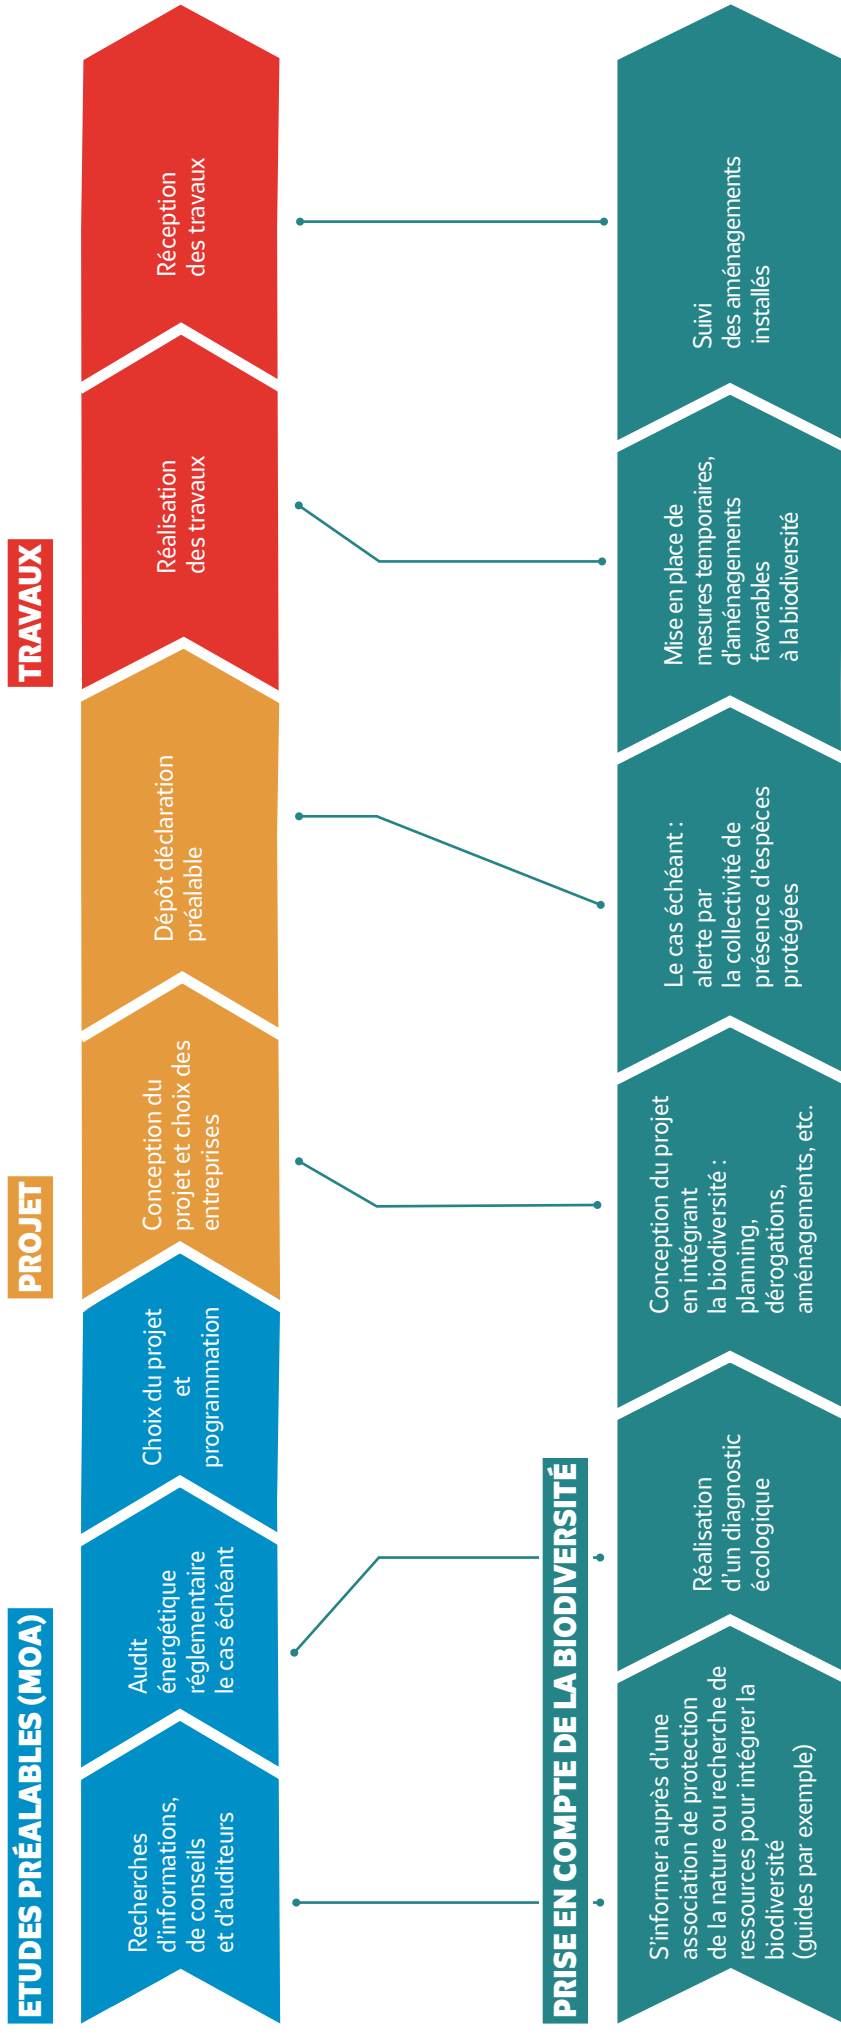 ETUDES PRÉALABLES (MOA)
PROJET
TRAVAUX
Recherches
d'informations,
de conseils
et d'auditeurs
Audit
énergétique
réglementaire
le cas échéant
Choix du projet
et
programmation
Conception du
projet et choix des
entreprises
Dépôt déclaration
préalable
Réalisation
des travaux
Réception
des travaux
PRISE EN COMPTE DE LA BIODIVERSITÉ
S'informer auprès d'une
association de protection
de la nature ou recherche de
ressources pour intégrer la
biodiversité
(guides par exemple)
Réalisation
d'un diagnostic
écologique
Conception du projet
en intégrant
la biodiversité :
planning,
dérogations,
aménagements, etc.
Le cas échéant :
alerte par
la collectivité de
présence d'espèces
protégées
Mise en place de
mesures temporaires,
d'aménagements
favorables
à la biodiversité
Suivi
des aménagements
installés